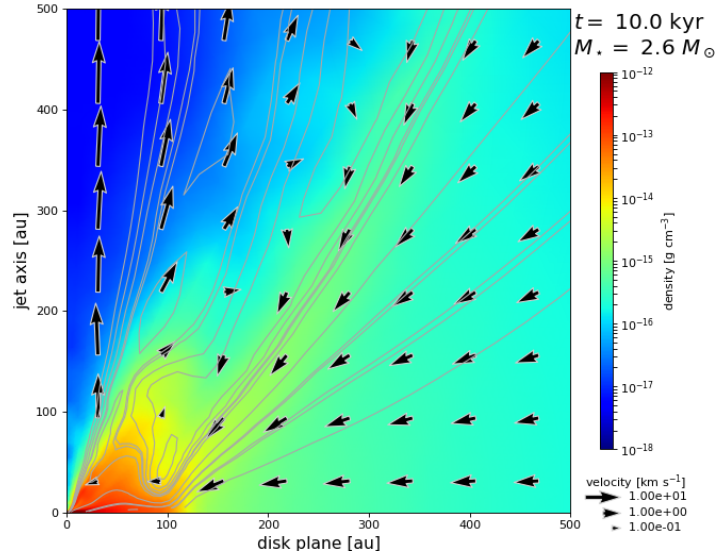 t = 10.0 kyr
M⋆ = 2.6 M⊙
500
400
300
200
100
0
jet axis [au]
0
100
200
300
400
500
disk plane [au]
10⁻¹²
10⁻¹³
10⁻¹⁴
10⁻¹⁵
10⁻¹⁶
10⁻¹⁷
10⁻¹⁸
density [g cm⁻³]
velocity [km s⁻¹]
1.00e+01
1.00e+00
1.00e-01